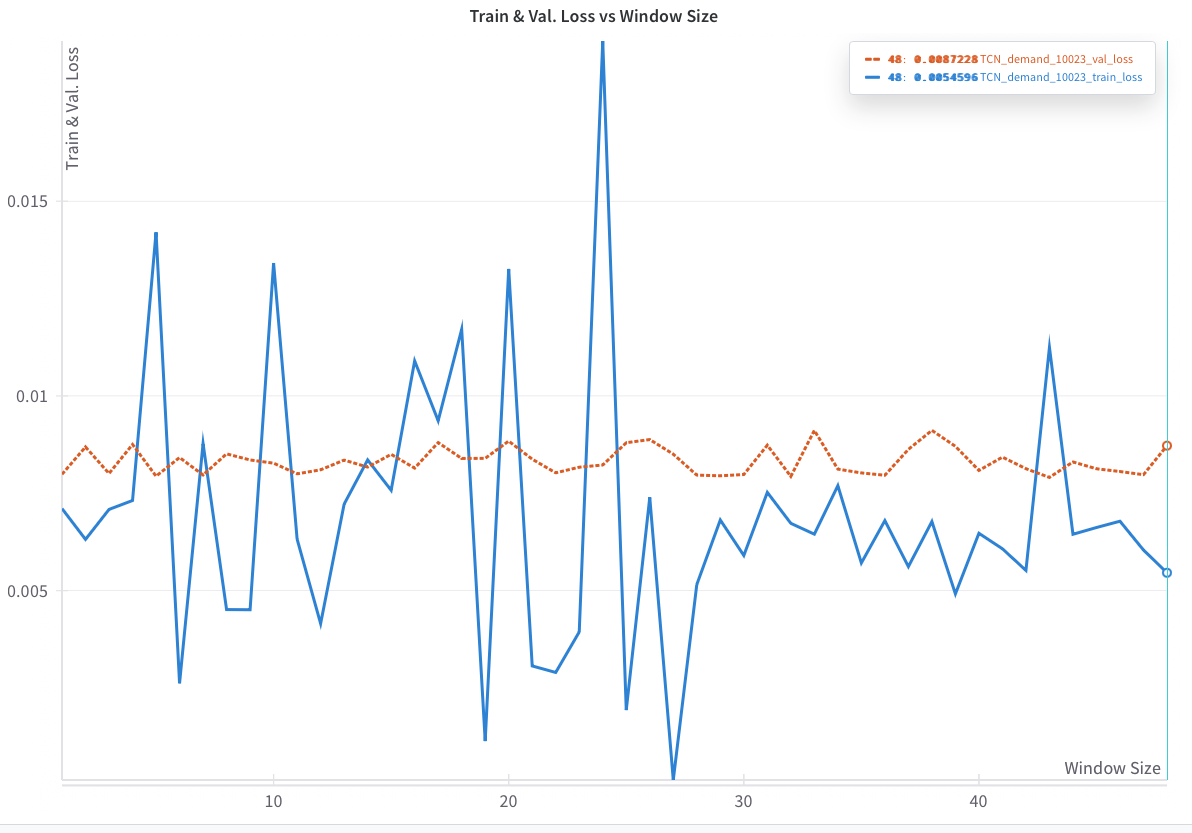 Train & Val. Loss vs Window Size
Train & Val. Loss
48: 0.0087228 TCN_demand_10023_val_loss
48: 0.0054596 TCN_demand_10023_train_loss
0.015
0.01
0.005
Window Size
10
20
30
40